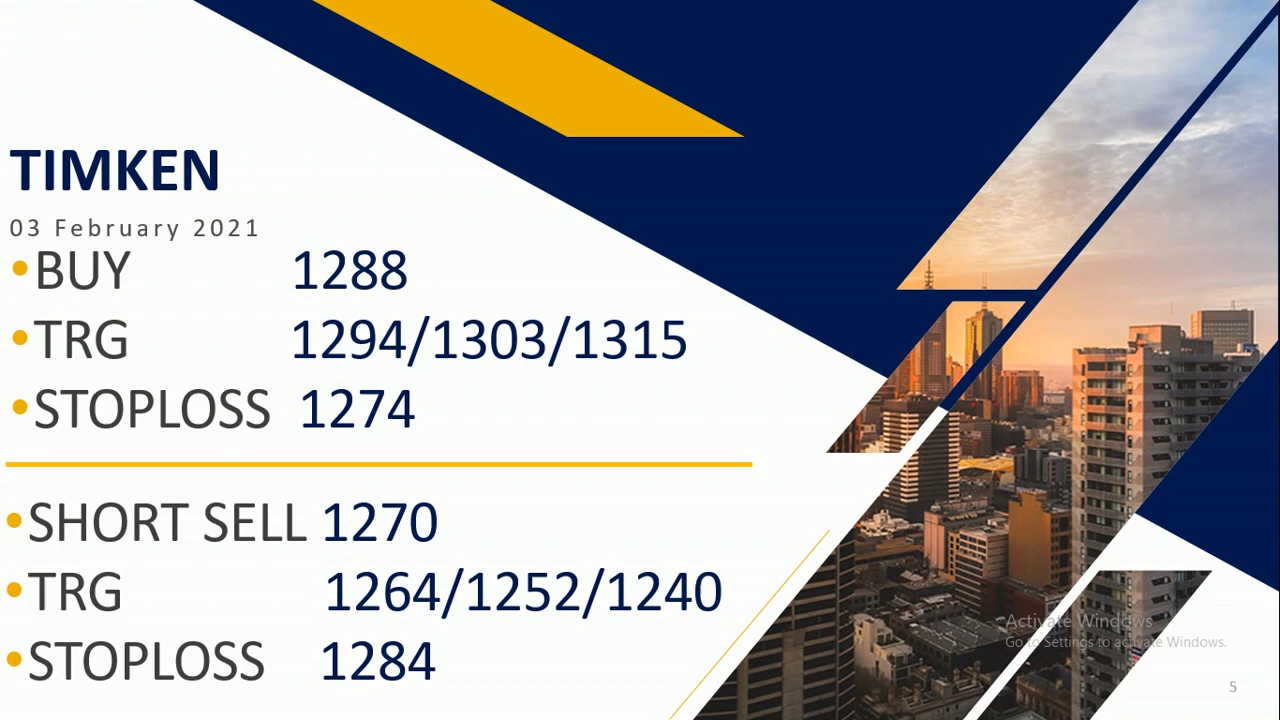 TIMKEN
03 February 2021
•BUY 1288
•TRG 1294/1303/1315
•STOPLOSS 1274
•SHORT SELL 1270
•TRG 1264/1252/1240
•STOPLOSS 1284
Activate Windows
Go to Settings to activate Windows.
5